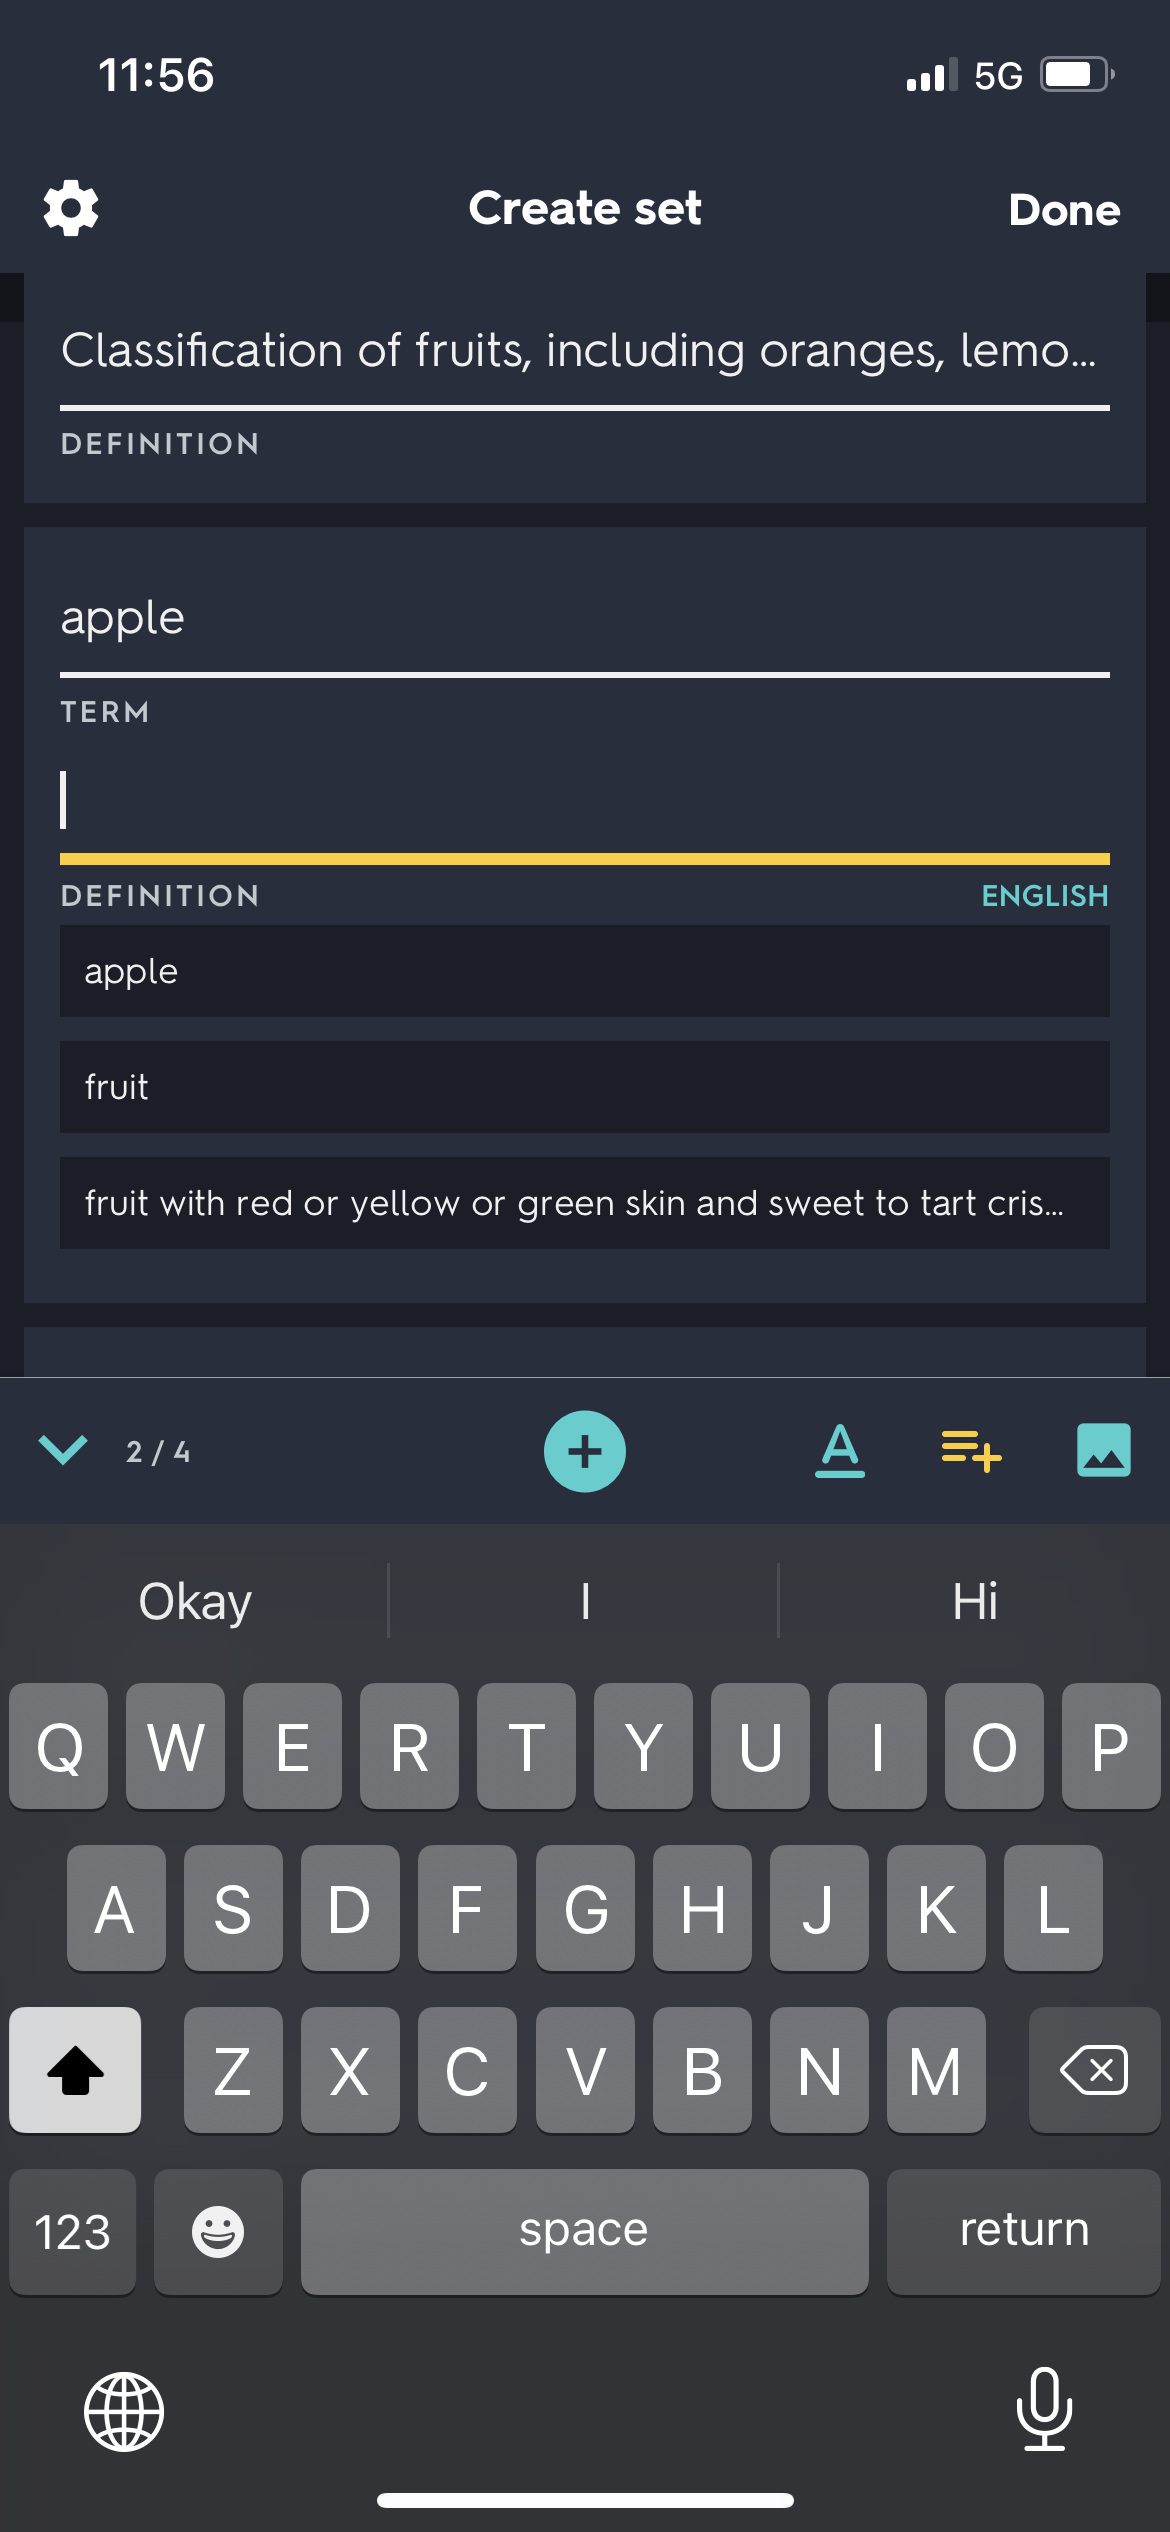 11:56
5G
Create set
Done
Classification of fruits, including oranges, lemo...
DEFINITION
apple
TERM
DEFINITION
ENGLISH
apple
fruit
fruit with red or yellow or green skin and sweet to tart cris...
2 / 4
A
Okay
I
Hi
Q W E R T Y U I O P
A S D F G H J K L
Z X C V B N M
123
space
return